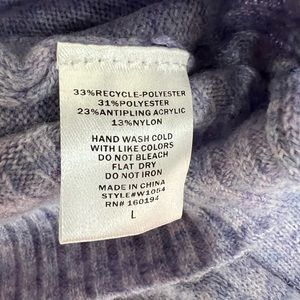 33%RECYCLE-POLYESTER
31%POLYESTER
23%ANTIPLING ACRYLIC
13%NYLON
HAND WASH COLD
WITH LIKE COLORS
DO NOT BLEACH
FLAT DRY
DO NOT IRON
MADE IN CHINA
STYLE#W1054
RN# 160194
L